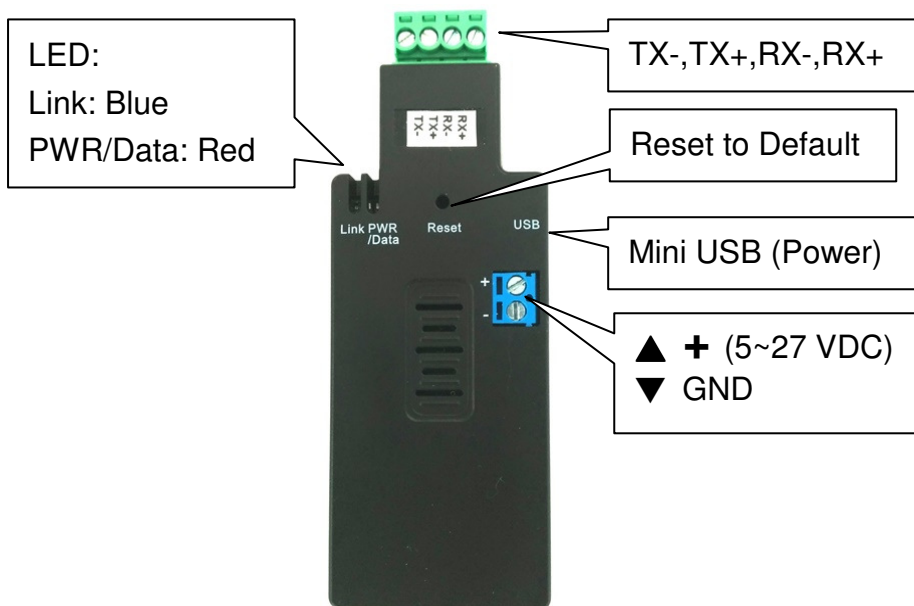 LED:
Link: Blue
PWR/Data: Red
TX-,TX+,RX-,RX+
TX-
TX+
RX-
RX+
Reset to Default
Link PWR
/Data
Reset
USB
Mini USB (Power)
+
-
▲ + (5~27 VDC)
▼ GND